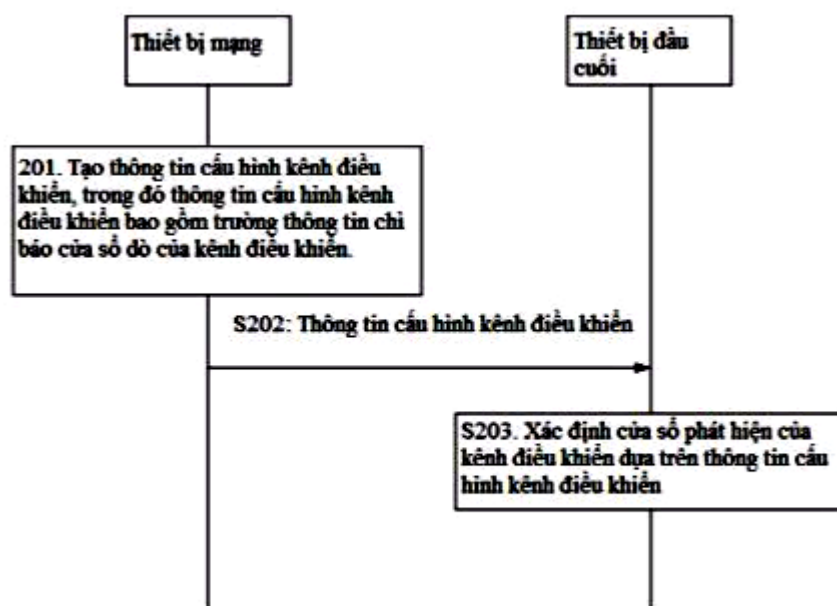 Thiết bị mạng
Thiết bị đầu
cuối
201. Tạo thông tin cấu hình kênh điều
khiển, trong đó thông tin cấu hình kênh
điều khiển bao gồm trường thông tin chỉ
báo cửa sổ dò của kênh điều khiển.
S202: Thông tin cấu hình kênh điều khiển
S203. Xác định cửa sổ phát hiện của
kênh điều khiển dựa trên thông tin cấu
hình kênh điều khiển